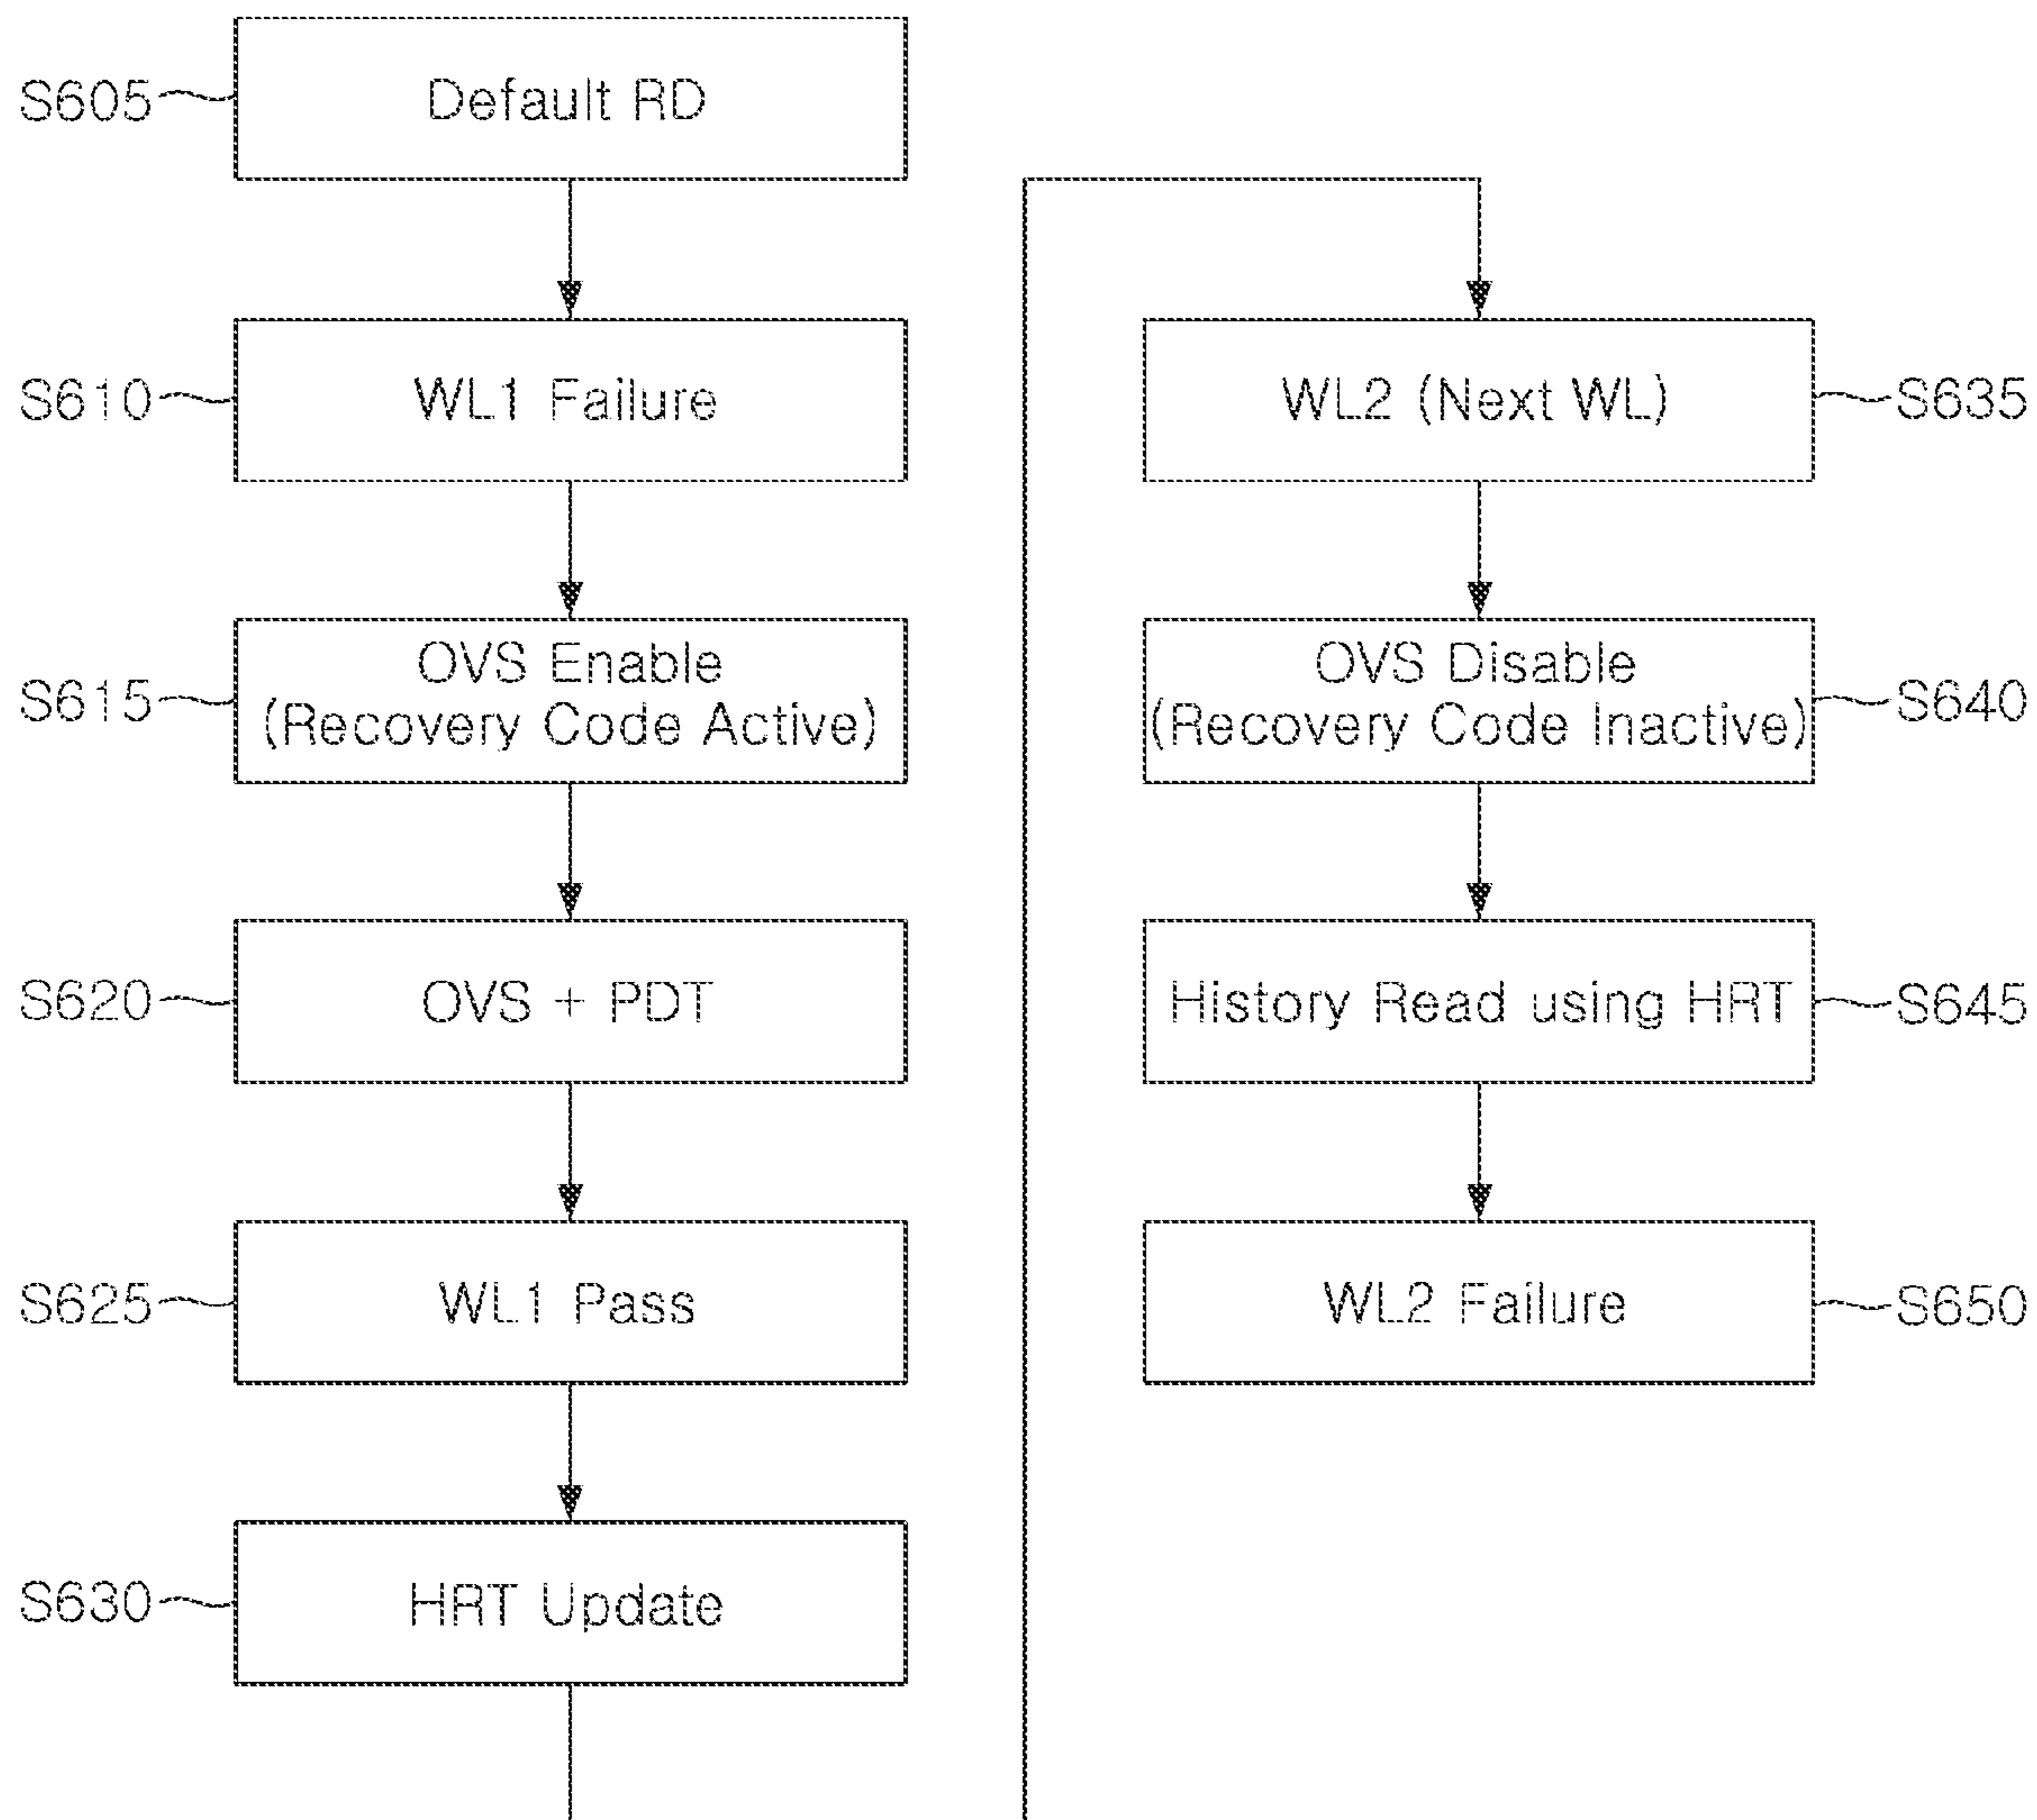 S605
Default RD
S610
WL1 Failure
S615
OVS Enable
(Recovery Code Active)
S620
OVS + PDT
S625
WL1 Pass
S630
HRT Update
WL2 (Next WL)
S635
OVS Disable
(Recovery Code Inactive)
S640
History Read using HRT
S645
WL2 Failure
S650